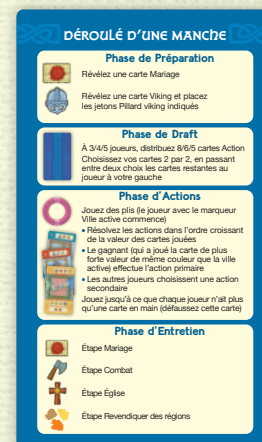 DÉROULÉ D'UNE MANCHE
Phase de Préparation
Révélez une carte Mariage
Révélez une carte Viking et placez
les jetons Pillard viking indiqués
Phase de Draft
À 3/4/5 joueurs, distribuez 8/6/5 cartes Action
Choisissez vos cartes 2 par 2, en passant
entre deux choix les cartes restantes au
joueur à votre gauche
Phase d'Actions
Jouez des plis (le joueur avec le marqueur
Ville active commence)
• Résolvez les actions dans l'ordre croissant
de la valeur des cartes jouées
• Le gagnant (qui a joué la carte de plus
forte valeur de même couleur que la ville
active) effectue l'action primaire
• Les autres joueurs choisissent une action
secondaire
Jouez jusqu'à ce que chaque joueur n'ait plus
qu'une carte en main (défaussez cette carte)
Phase d'Entretien
Étape Mariage
Étape Combat
Étape Église
Étape Revendiquer des régions